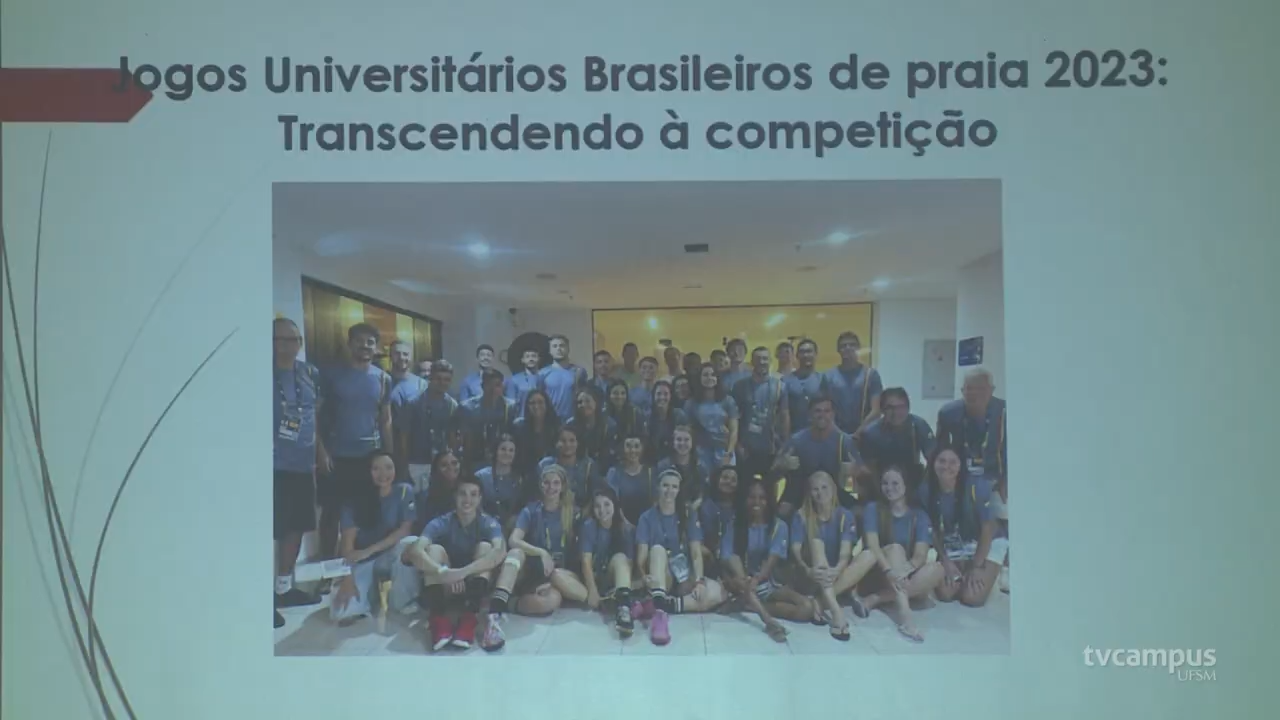 Jogos Universitários Brasileiros de praia 2023:
Transcendendo à competição
tvcampus
UFSM